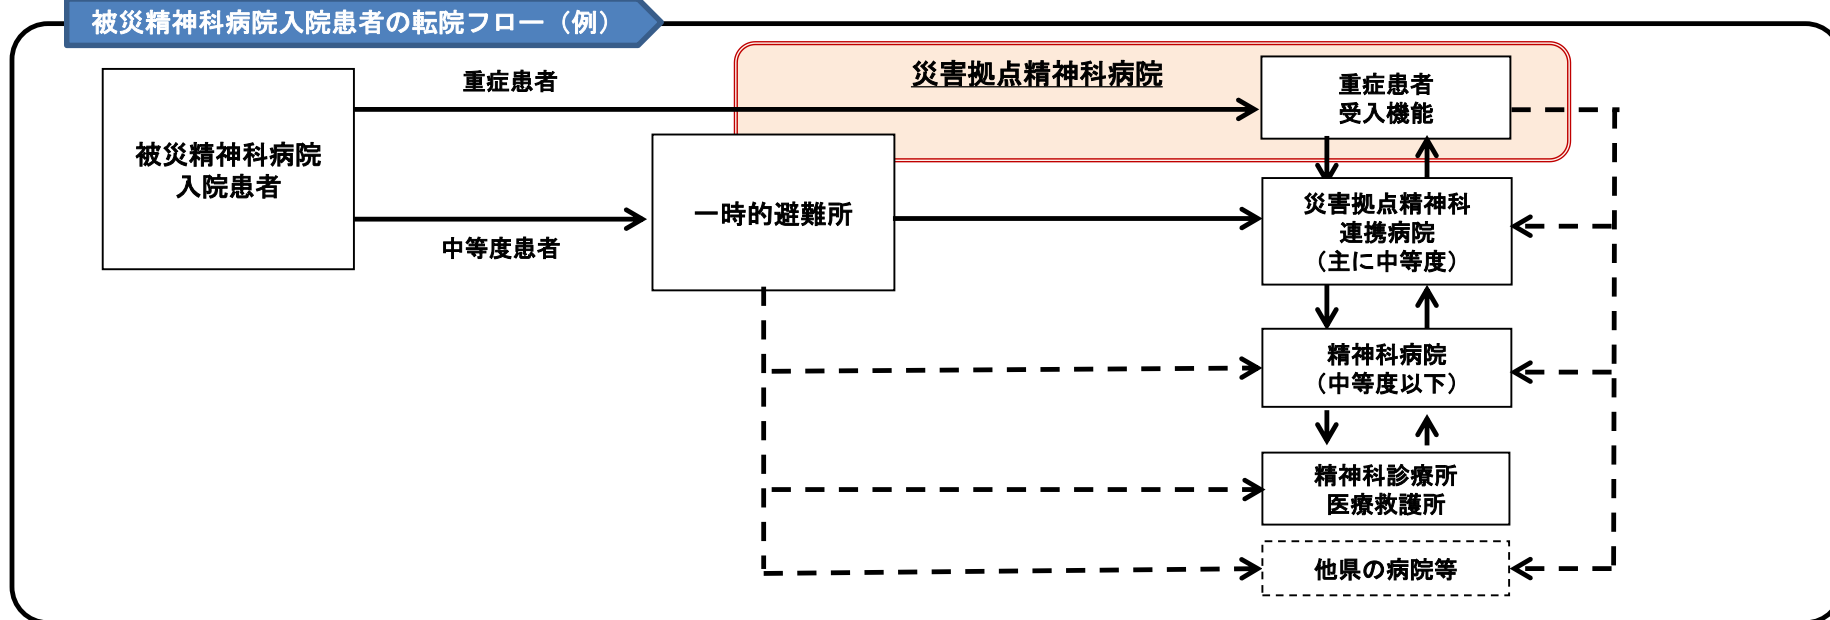 被災精神科病院入院患者の転院フロー（例）
重症患者
災害拠点精神科病院
重症患者
受入機能
被災精神科病院
入院患者
一時的避難所
中等度患者
災害拠点精神科
連携病院
（主に中等度）
精神科病院
（中等度以下）
精神科診療所
医療救護所
他県の病院等